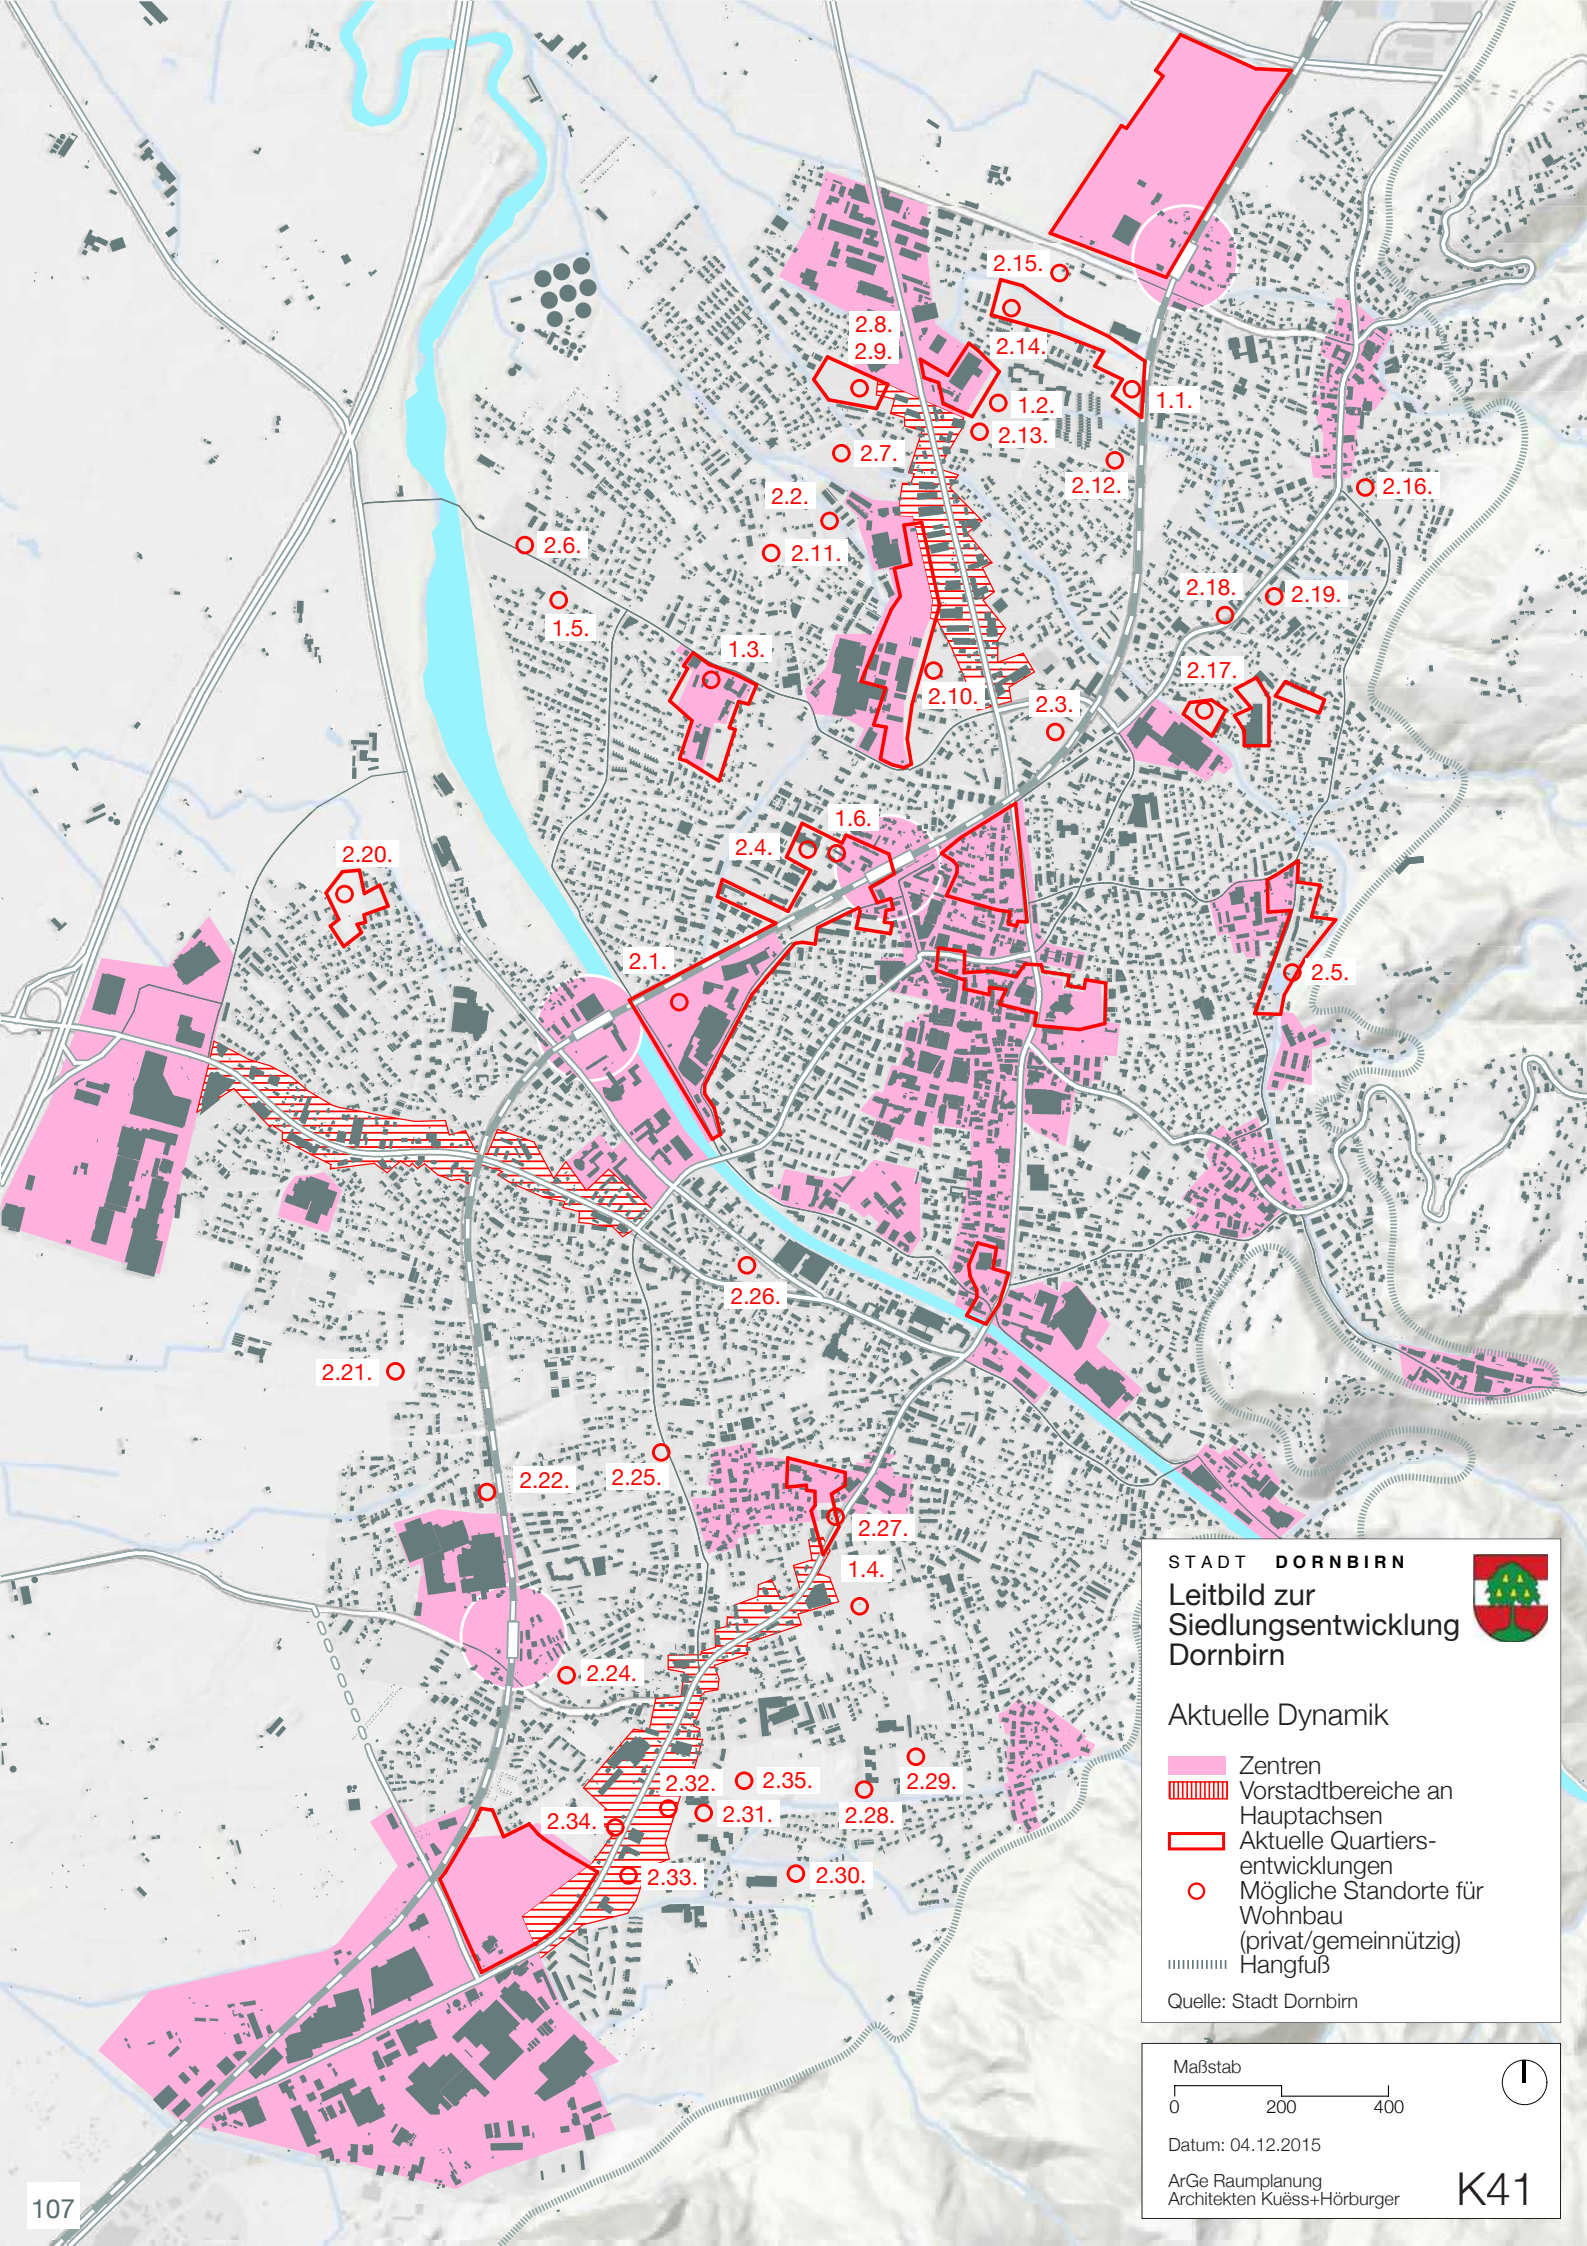 2.15.
2.8.
2.9.
2.14.
1.2.
1.1.
2.13.
2.7.
2.12.
2.16.
2.2.
2.6.
2.11.
2.18.
2.19.
1.5.
1.3.
2.17.
2.10.
2.3.
1.6.
2.4.
2.20.
2.1.
2.5.
2.26.
2.21.
2.22.
2.25.
2.27.
1.4.
2.24.
2.32.
2.35.
2.29.
2.34.
2.31.
2.28.
2.33.
2.30.
STADT DORNBIRN
Leitbild zur
Siedlungsentwicklung
Dornbirn
Aktuelle Dynamik
Zentren
Vorstadtbereiche an
Hauptachsen
Aktuelle Quartiers-
entwicklungen
Mögliche Standorte für
Wohnbau
(privat/gemeinnützig)
Hangfuß
Quelle: Stadt Dornbirn
Maßstab
0 200 400
Datum: 04.12.2015
ArGe Raumplanung
Architekten Kuëss+Hörburger
K41
107